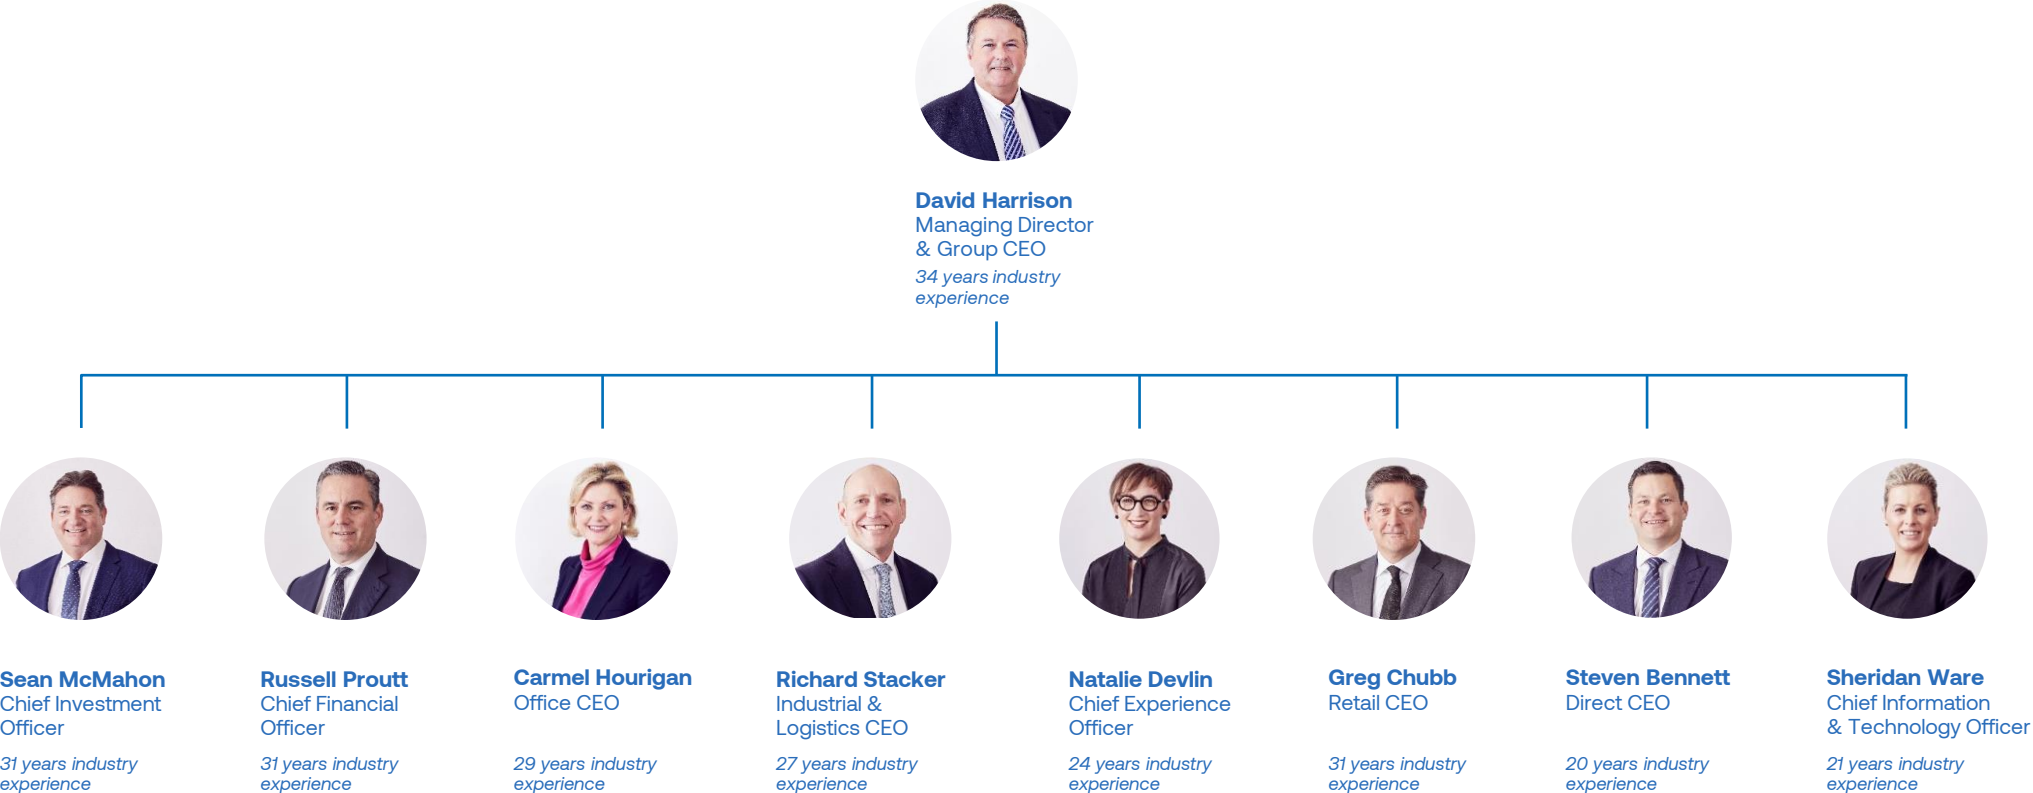 David Harrison
Managing Director
& Group CEO
34 years industry
experience
Sean McMahon
Chief Investment
Officer
31 years industry
experience
Russell Proutt
Chief Financial
Officer
31 years industry
experience
Carmel Hourigan
Office CEO
29 years industry
experience
Richard Stacker
Industrial &
Logistics CEO
27 years industry
experience
Natalie Devlin
Chief Experience
Officer
24 years industry
experience
Greg Chubb
Retail CEO
31 years industry
experience
Steven Bennett
Direct CEO
20 years industry
experience
Sheridan Ware
Chief Information
& Technology Officer
21 years industry
experience